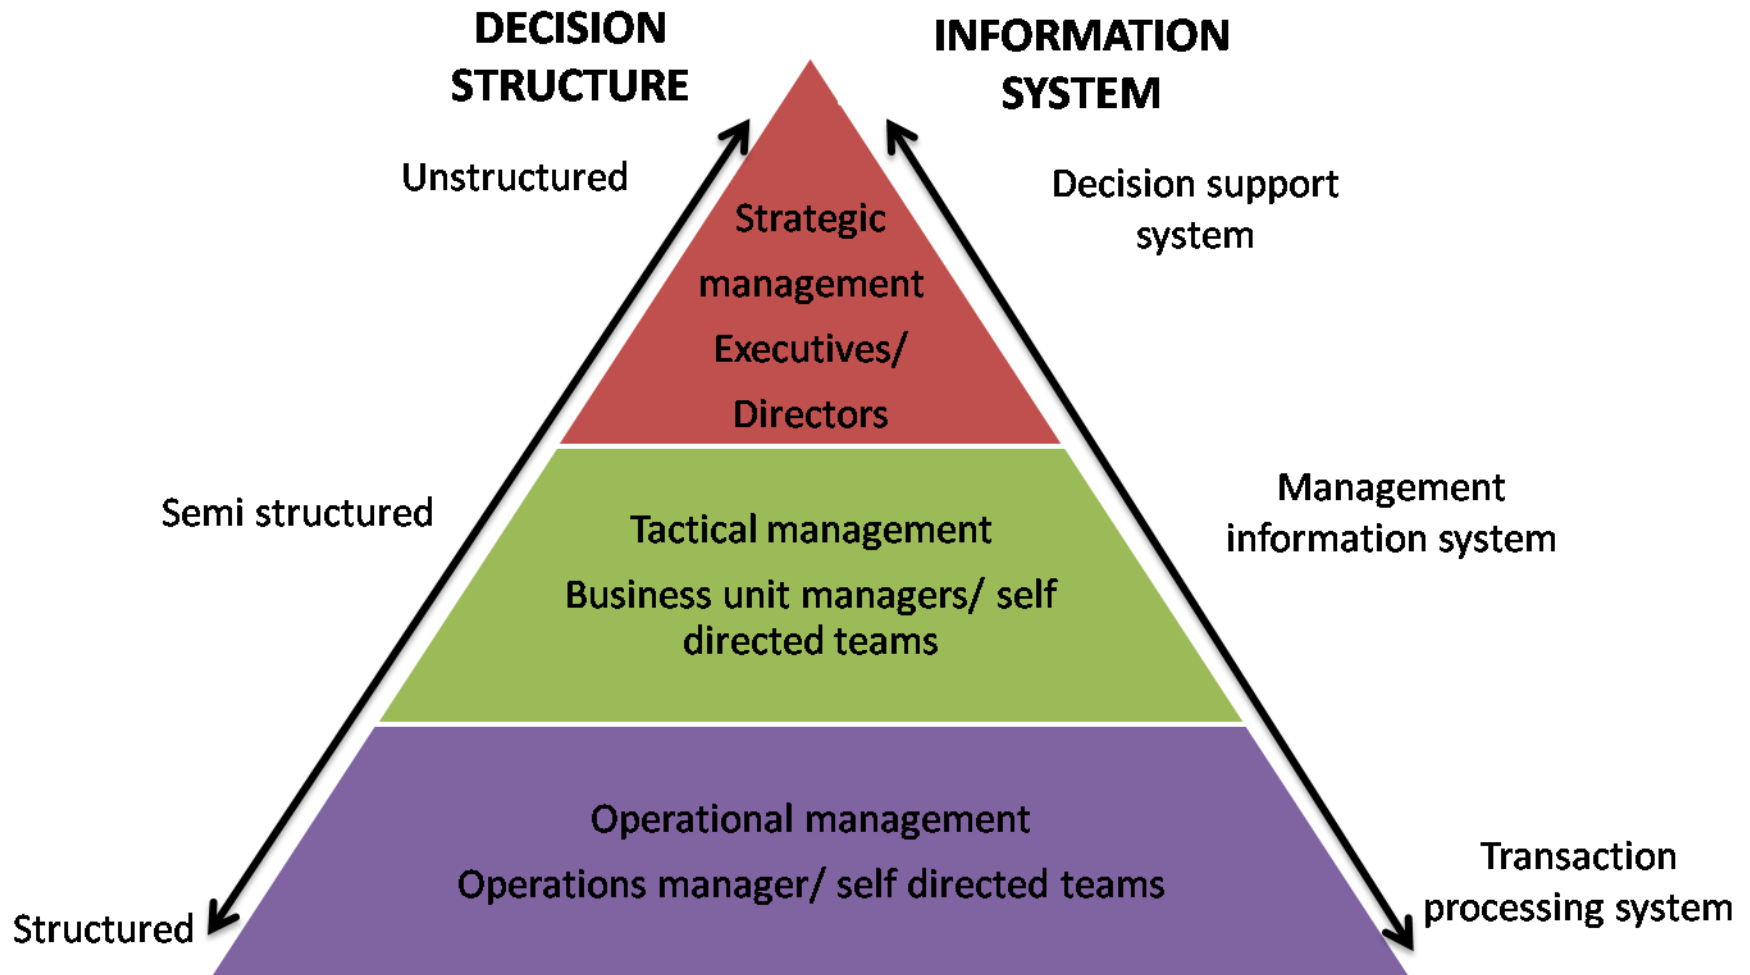 DECISION
STRUCTURE
INFORMATION
SYSTEM
Unstructured
Decision support
system
Strategic
management
Executives/
Directors
Semi structured
Management
information system
Tactical management
Business unit managers/ self
directed teams
Operational management
Operations manager/ self directed teams
Structured
Transaction
processing system